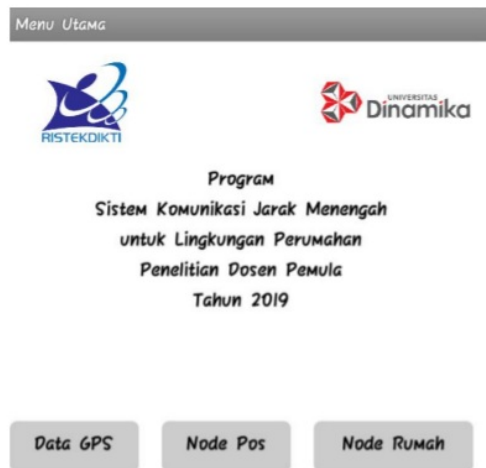 Menu Utama
RISTEKDIKTI
UNIVERSITAS
Dinamika
Program
Sistem Komunikasi Jarak Menengah
untuk Lingkungan Perumahan
Penelitian Dosen Pemula
Tahun 2019
Data GPS
Node Pos
Node Rumah